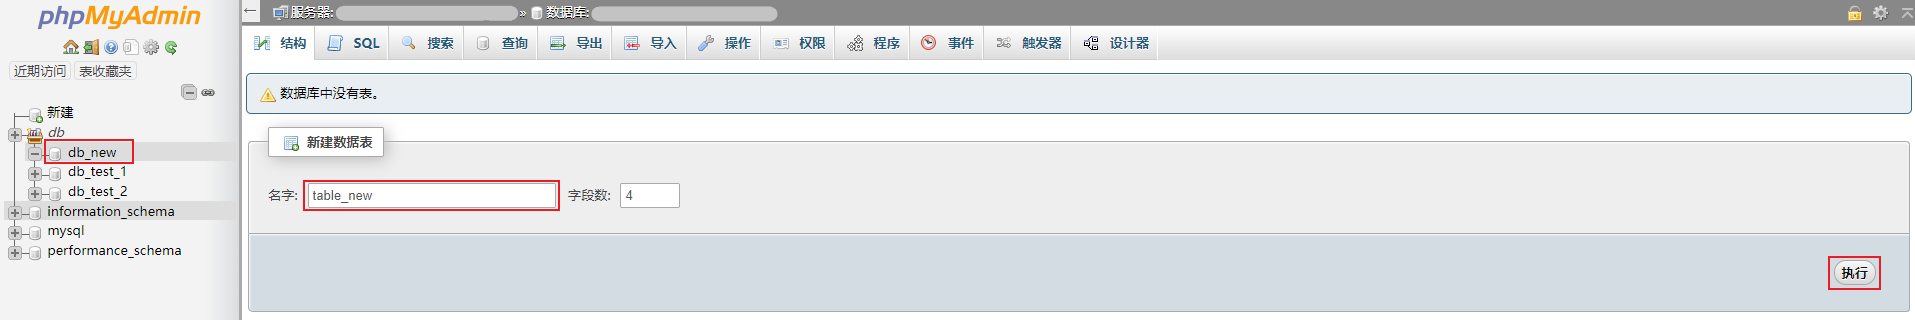 phpMyAdmin
近期访问 表收藏夹
新建
db
db_new
db_test_1
db_test_2
information_schema
mysql
performance_schema
服务器: » 数据库:
结构 SQL 搜索 查询 导出 导入 操作 权限 程序 事件 触发器 设计器
数据库中没有表。
新建数据表
名字: table_new 字段数: 4
执行